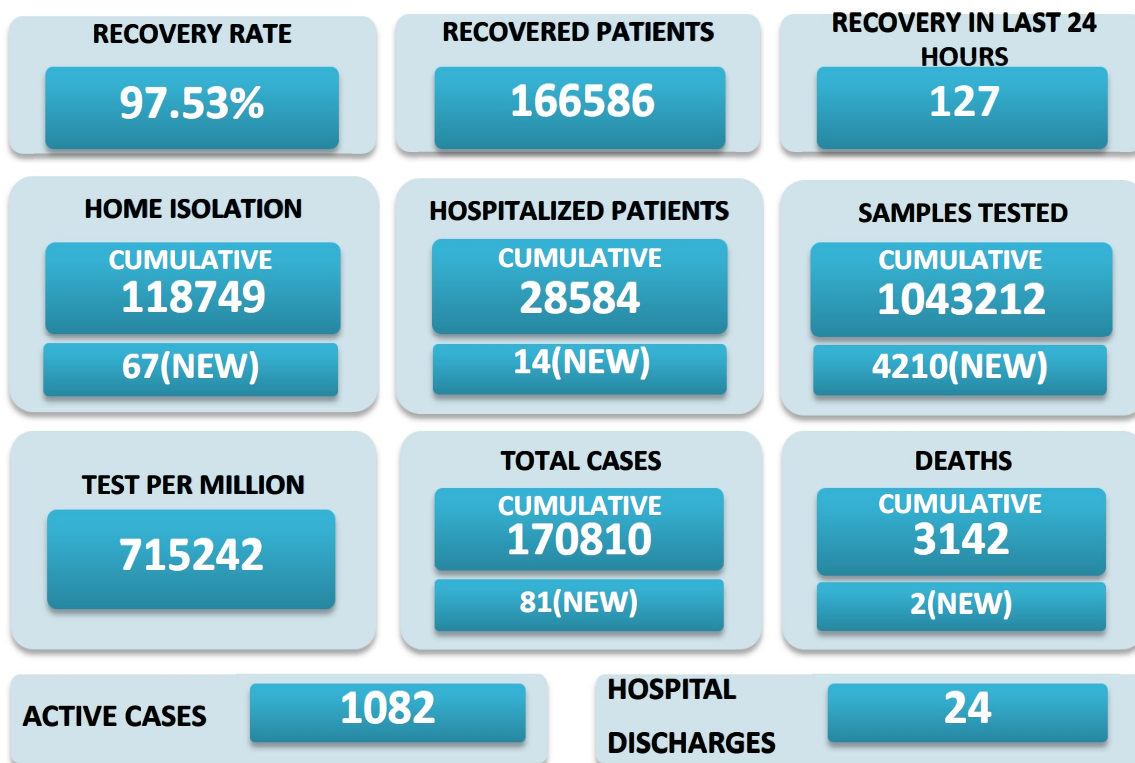 RECOVERY RATE
97.53%
RECOVERED PATIENTS
166586
RECOVERY IN LAST 24
HOURS
127
HOME ISOLATION
CUMULATIVE
118749
67(NEW)
HOSPITALIZED PATIENTS
CUMULATIVE
28584
14(NEW)
SAMPLES TESTED
CUMULATIVE
1043212
4210(NEW)
TEST PER MILLION
715242
TOTAL CASES
CUMULATIVE
170810
81(NEW)
DEATHS
CUMULATIVE
3142
2(NEW)
ACTIVE CASES
1082
HOSPITAL
DISCHARGES
24